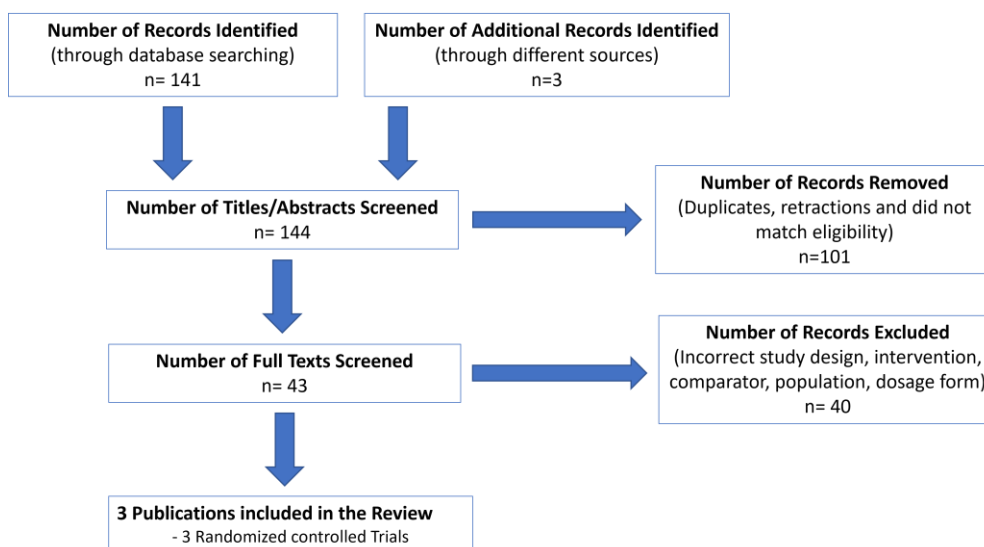 Number of Records Identified
(through database searching)
n= 141
Number of Additional Records Identified
(through different sources)
n=3
Number of Titles/Abstracts Screened
n= 144
Number of Records Removed
(Duplicates, retractions and did not
match eligibility)
n=101
Number of Full Texts Screened
n= 43
Number of Records Excluded
(Incorrect study design, intervention,
comparator, population, dosage form)
n= 40
3 Publications included in the Review
- 3 Randomized controlled Trials